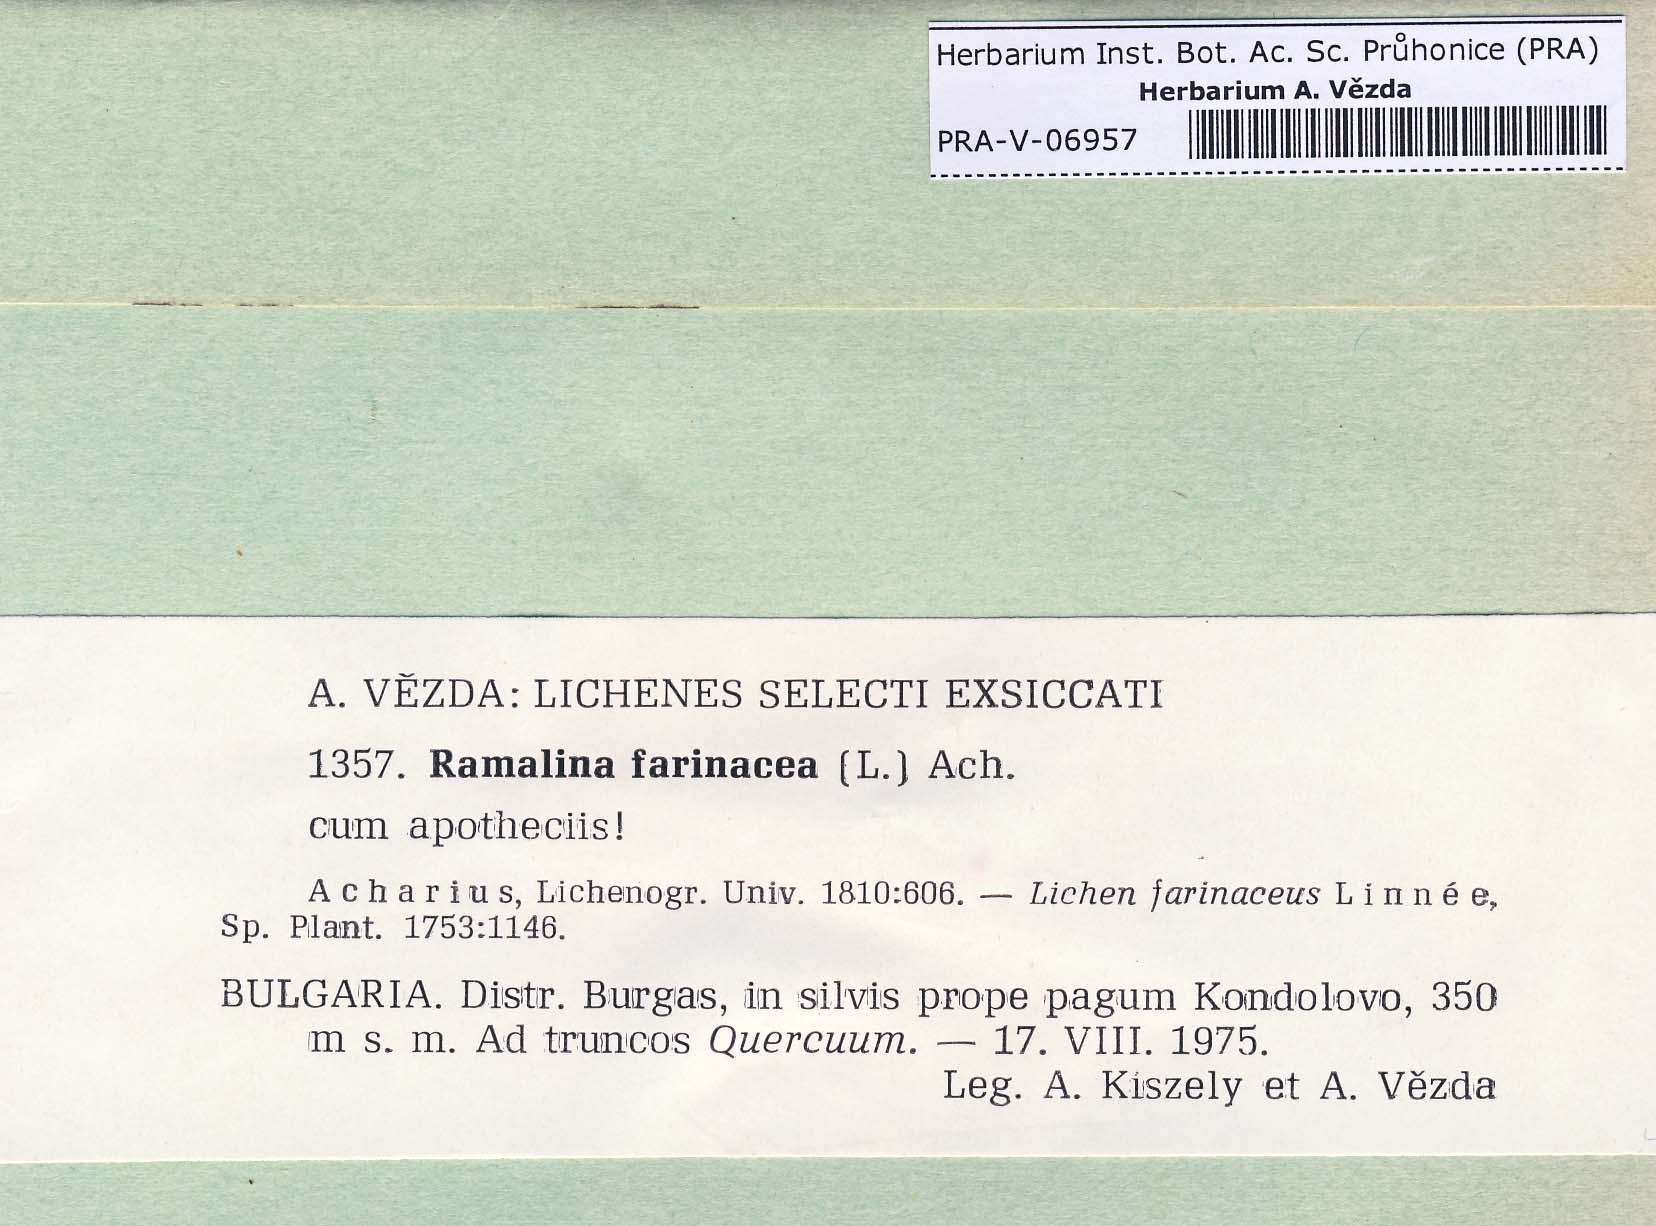 Herbarium Inst. Bot. Ac. Sc. Průhonice (PRA)
Herbarium A. Vězda
PRA-V-06957
A. VĚZDA: LICHENES SELECTI EXSICCATI
1357. Ramalina farinacea (L.) Ach.
cum apotheciis!
Acharius, Lichenogr. Univ. 1810:606. — Lichen farinaceus Linnée,
Sp. Plant. 1753:1146.
BULGARIA. Distr. Burgas, in silvis prope pagum Kondolovo, 350
m s. m. Ad truncos Quercuum. — 17. VIII. 1975.
Leg. A. Kiszely et A. Vězda